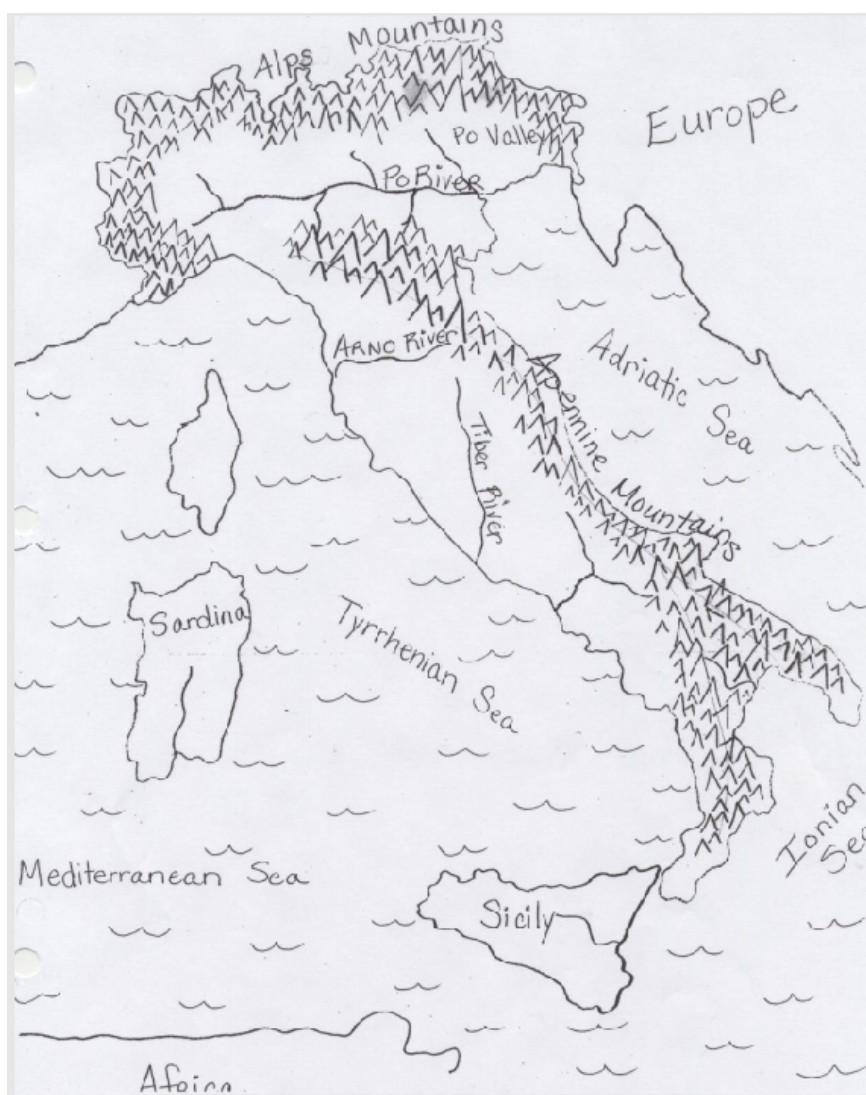 Mountains
Alps
Europe
Po Valley
Po River
Arno River
Adriatic Sea
Apennine Mountains
Tiber River
Sardina
Tyrrhenian Sea
Ionian Sea
Mediterranean Sea
Sicily
Africa